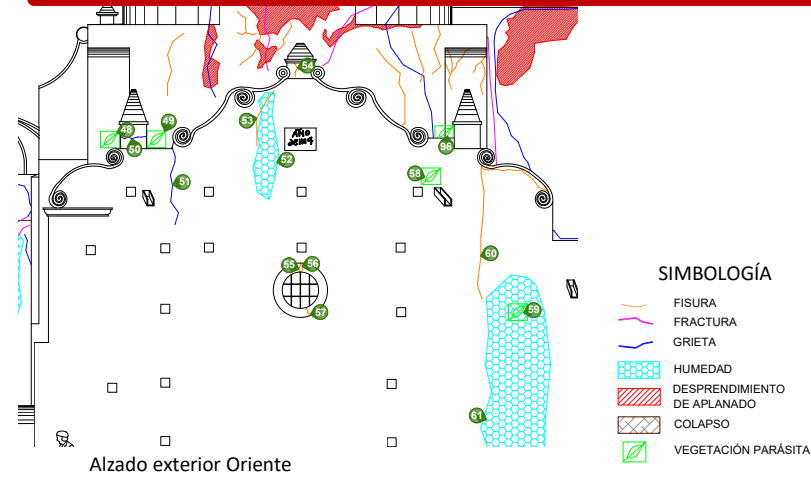 54
53
AÑO
52
48
49
50
51
96
58
55
56
57
60
59
61
Alzado exterior Oriente
SIMBOLOGÍA
FISURA
FRACTURA
GRIETA
HUMEDAD
DESPRENDIMIENTO
DE APLANADO
COLAPSO
VEGETACIÓN PARÁSITA